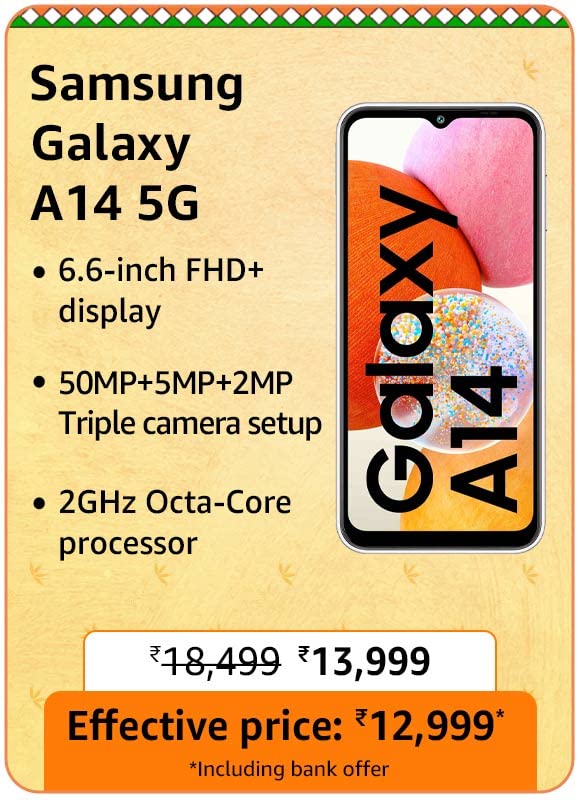 Samsung
Galaxy
A14 5G
• 6.6-inch FHD+
display
• 50MP+5MP+2MP
Triple camera setup
• 2GHz Octa-Core
processor
Galaxy
A14
₹18,499 ₹13,999
Effective price: ₹12,999*
*Including bank offer